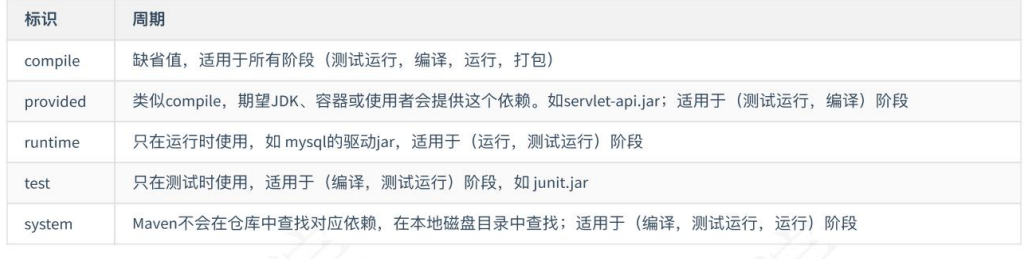 标识 周期
compile 缺省值，适用于所有阶段（测试运行，编译，运行，打包）
provided 类似compile，期望JDK、容器或使用者会提供这个依赖。如servlet-api.jar；适用于（测试运行，编译）阶段
runtime 只在运行时使用，如 mysql的驱动jar，适用于（运行，测试运行）阶段
test 只在测试时使用，适用于（编译，测试运行）阶段，如 junit.jar
system Maven不会在仓库中查找对应依赖，在本地磁盘目录中查找；适用于（编译，测试运行，运行）阶段